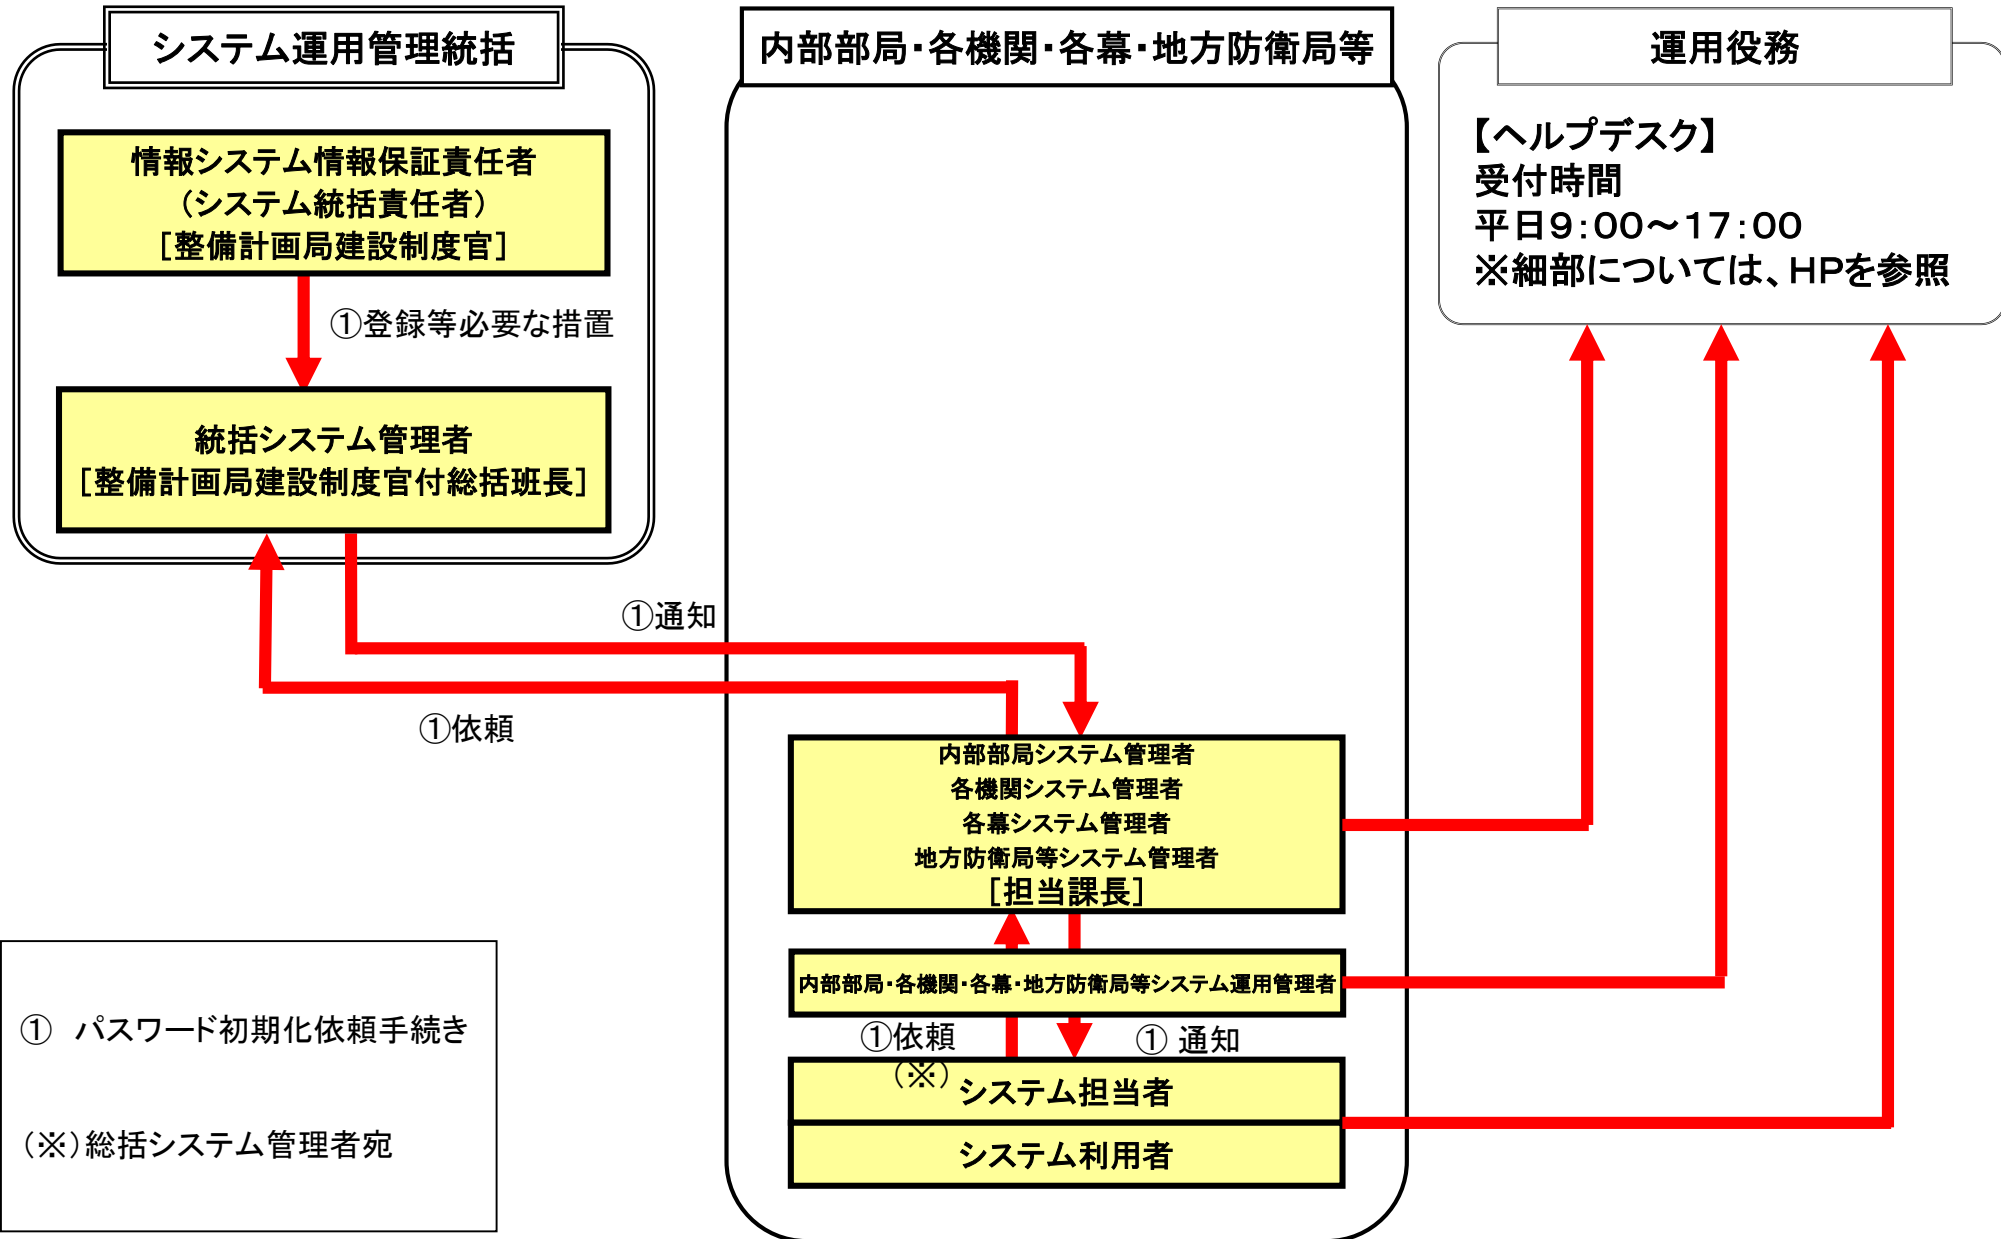 システム運用管理統括
情報システム情報保証責任者
（システム統括責任者）
［整備計画局建設制度官］
①登録等必要な措置
統括システム管理者
［整備計画局建設制度官付総括班長］
①通知
①依頼
内部部局・各機関・各幕・地方防衛局等
内部部局システム管理者
各機関システム管理者
各幕システム管理者
地方防衛局等システム管理者
［担当課長］
内部部局・各機関・各幕・地方防衛局等システム運用管理者
①依頼
（※）
① 通知
システム担当者
システム利用者
運用役務
【ヘルプデスク】
受付時間
平日９：００～１７：００
※細部については、ＨＰを参照
①　パスワード初期化依頼手続き
（※）総括システム管理者宛